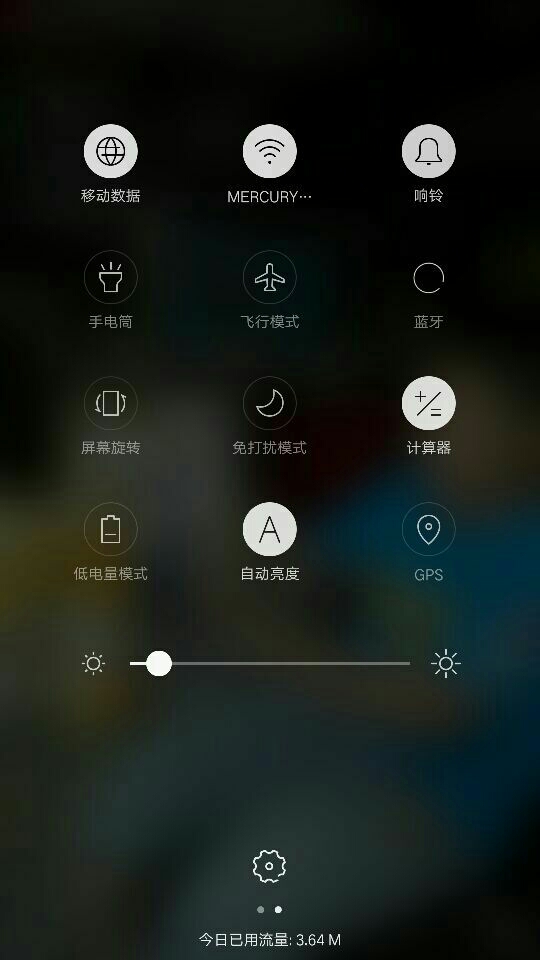 移动数据
MERCURY…
响铃
手电筒
飞行模式
蓝牙
屏幕旋转
免打扰模式
计算器
低电量模式
A
自动亮度
GPS
今日已用流量: 3.64 M